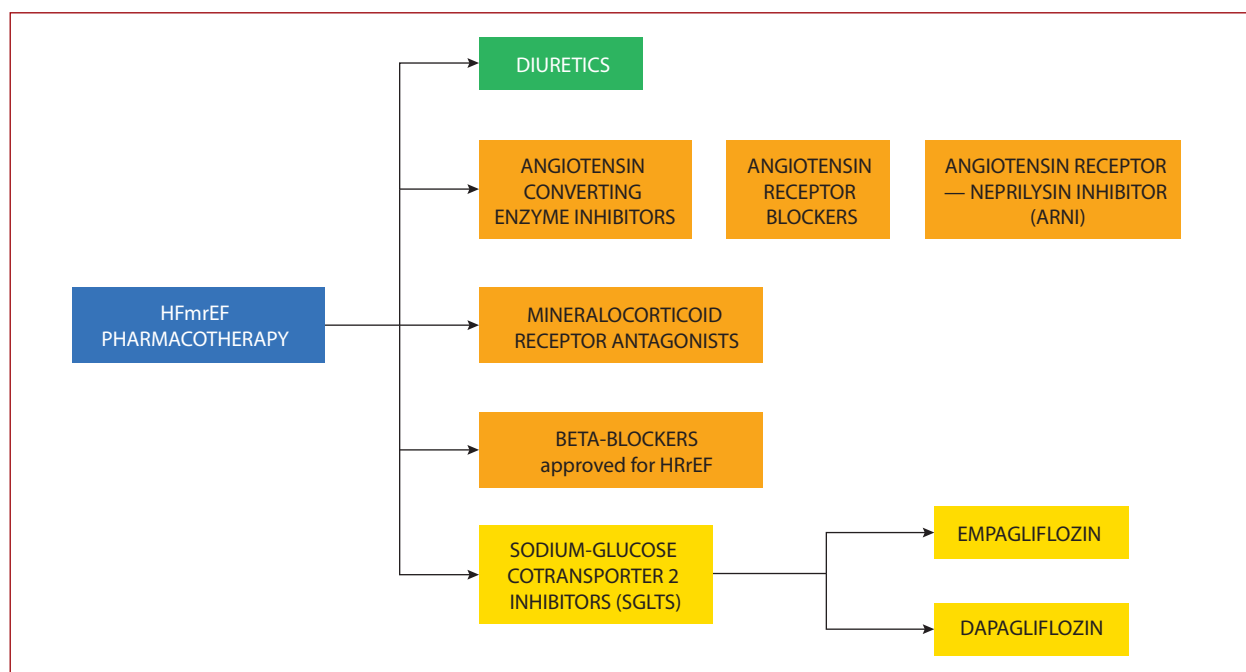 DIURETICS
ANGIOTENSIN
CONVERTING
ENZYME INHIBITORS
ANGIOTENSIN
RECEPTOR
BLOCKERS
ANGIOTENSIN RECEPTOR
— NEPRILYSIN INHIBITOR
(ARNI)
HFmrEF
PHARMACOTHERAPY
MINERALOCORTICOID
RECEPTOR ANTAGONISTS
BETA-BLOCKERS
approved for HRrEF
SODIUM-GLUCOSE
COTRANSPORTER 2
INHIBITORS (SGLTS)
EMPAGLIFLOZIN
DAPAGLIFLOZIN